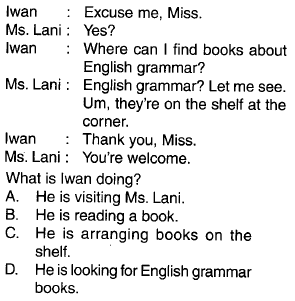 Iwan : Excuse me, Miss.
Ms. Lani : Yes?
Iwan : Where can I find books about
English grammar?
Ms. Lani : English grammar? Let me see.
Um, they're on the shelf at the
corner.
Iwan : Thank you, Miss.
Ms. Lani : You're welcome.
What is Iwan doing?
A. He is visiting Ms. Lani.
B. He is reading a book.
C. He is arranging books on the
shelf.
D. He is looking for English grammar
books.